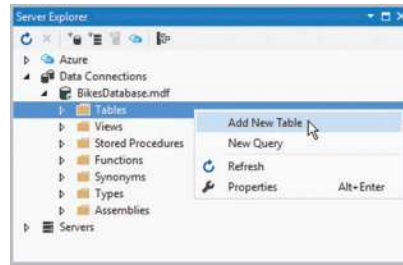 Server Explorer
Azure
Data Connections
BikesDatabase.mdf
Tables
Views
Stored Procedures
Functions
Synonyms
Types
Assemblies
Servers
Add New Table
New Query
Refresh
Properties Alt+Enter